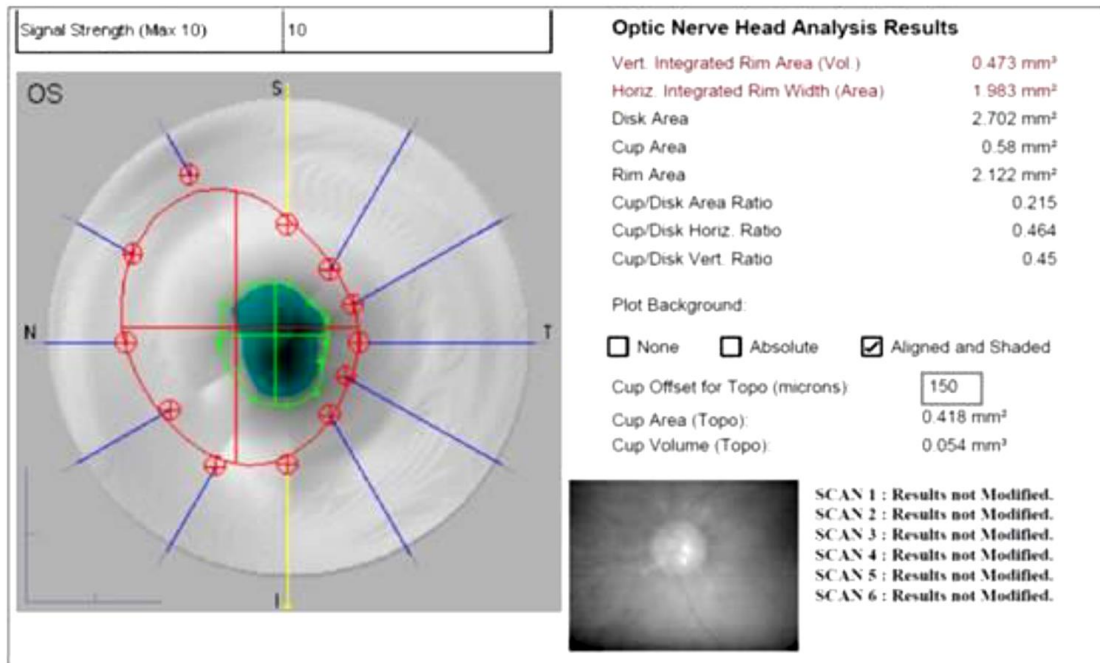 Signal Strength (Max 10) 10
OS
S
N
T
I
Optic Nerve Head Analysis Results
Vert. Integrated Rim Area (Vol.) 0.473 mm³
Horiz. Integrated Rim Width (Area) 1.983 mm²
Disk Area 2.702 mm²
Cup Area 0.58 mm²
Rim Area 2.122 mm²
Cup/Disk Area Ratio 0.215
Cup/Disk Horiz. Ratio 0.464
Cup/Disk Vert. Ratio 0.45
Plot Background:
None Absolute Aligned and Shaded
Cup Offset for Topo (microns) 150
Cup Area (Topo): 0.418 mm²
Cup Volume (Topo): 0.054 mm³
SCAN 1 : Results not Modified.
SCAN 2 : Results not Modified.
SCAN 3 : Results not Modified.
SCAN 4 : Results not Modified.
SCAN 5 : Results not Modified.
SCAN 6 : Results not Modified.